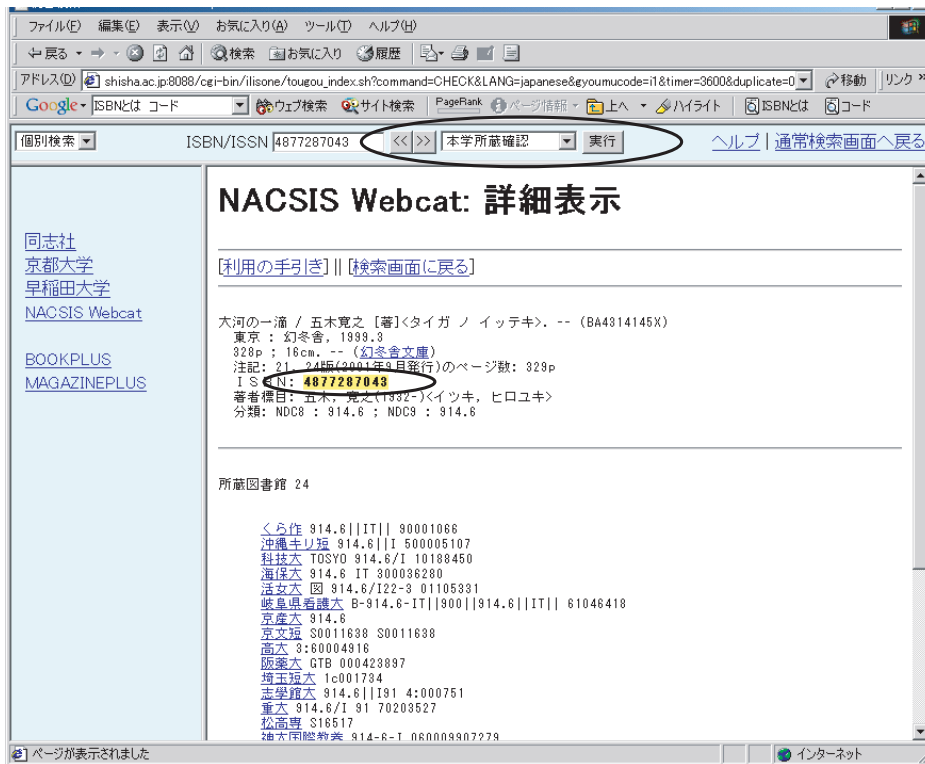 ファイル(F) 編集(E) 表示(V) お気に入り(A) ツール(T) ヘルプ(H)
戻る 検索 お気に入り 履歴
アドレス(D) shisha.ac.jp:8088/cgi-bin/ilisone/tougou_index.sh?command=CHECK&LANG=japanese&gyoumucode=i1&timer=3600&duplicate=0 移動 リンク »
Google ISBNとは コード ウェブ検索 サイト検索 PageRank ページ情報 上へ ハイライト ISBNとは コード
個別検索 ISBN/ISSN 4877287043 << >> 本学所蔵確認 実行 ヘルプ | 通常検索画面へ戻る
同志社
京都大学
早稲田大学
NACSIS Webcat
BOOKPLUS
MAGAZINEPLUS
NACSIS Webcat: 詳細表示
[利用の手引き] || [検索画面に戻る]
大河の一滴 / 五木寛之 [著]<タイガ ノ イッテキ>. -- (BA4314145X)
東京 : 幻冬舎, 1999.3
328p ; 16cm. -- (幻冬舎文庫)
注記: 21, 24版(2001年9月発行)のページ数: 329p
ISBN: 4877287043
著者標目: 五木, 寛之(1932-)<イツキ, ヒロユキ>
分類: NDC8 : 914.6 ; NDC9 : 914.6
所蔵図書館 24
くら作 914.6||IT|| 90001066
沖縄キリ短 914.6||I 500005107
科技大 TOSYO 914.6/I 10188450
海保大 914.6 IT 300036280
活女大 図 914.6/I22-3 01105331
岐阜県看護大 B-914.6-IT||900||914.6||IT|| 61046418
京産大 914.6
京文短 S0011638 S0011638
高大 3:60004916
阪薬大 GTB 000423897
埼玉短大 1c001734
志學館大 914.6||I91 4:000751
重大 914.6/I 91 70203527
松高専 S16517
神大国際教養 914-6-I 060009907279
ページが表示されました インターネット